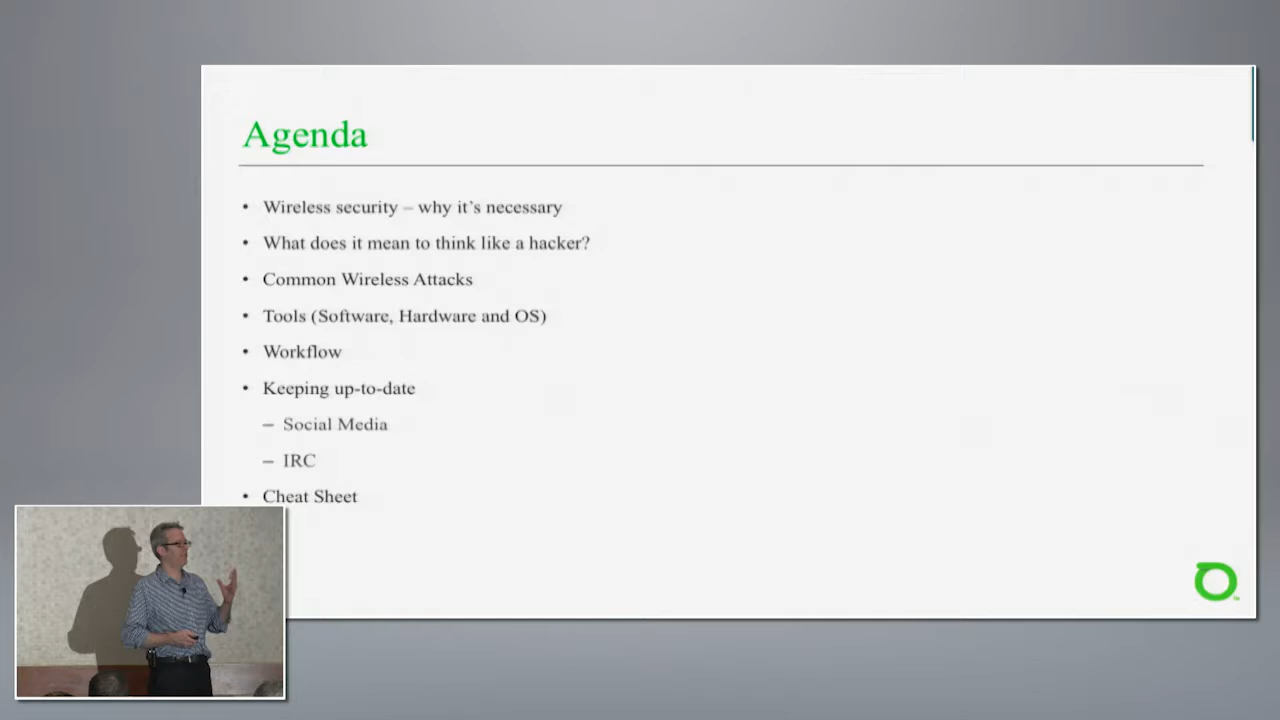 Agenda
• Wireless security – why it's necessary
• What does it mean to think like a hacker?
• Common Wireless Attacks
• Tools (Software, Hardware and OS)
• Workflow
• Keeping up-to-date
– Social Media
– IRC
• Cheat Sheet